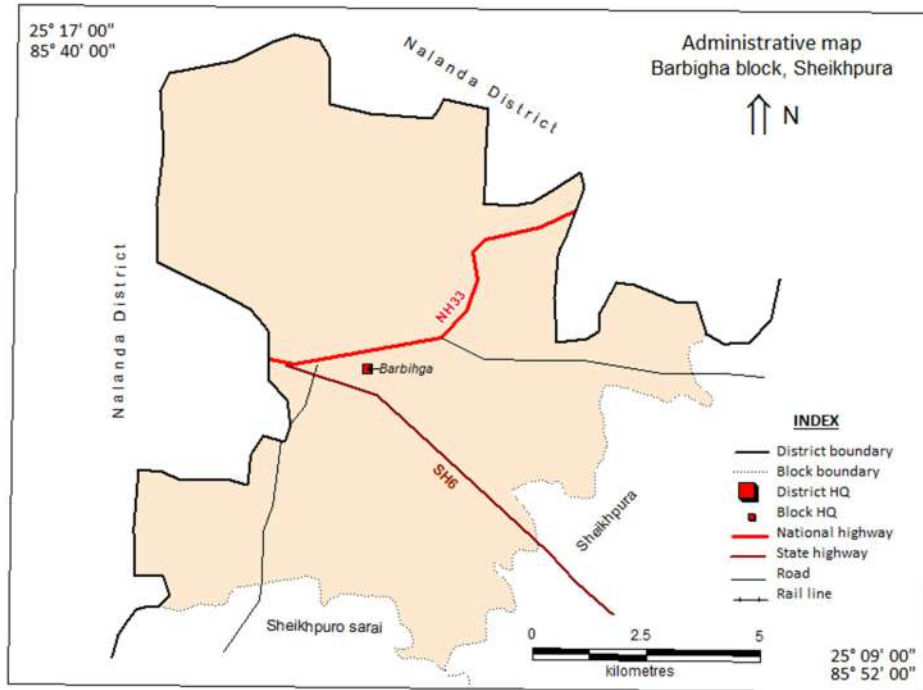 25° 17' 00"
85° 40' 00"
Nalanda District
Administrative map
Barbigha block, Sheikhpura
N
Nalanda District
NH33
Barbihga
SH6
Sheikhpura
Sheikhpuro sarai
INDEX
District boundary
Block boundary
District HQ
Block HQ
National highway
State highway
Road
Rail line
0 2.5 5
kilometres
25° 09' 00"
85° 52' 00"